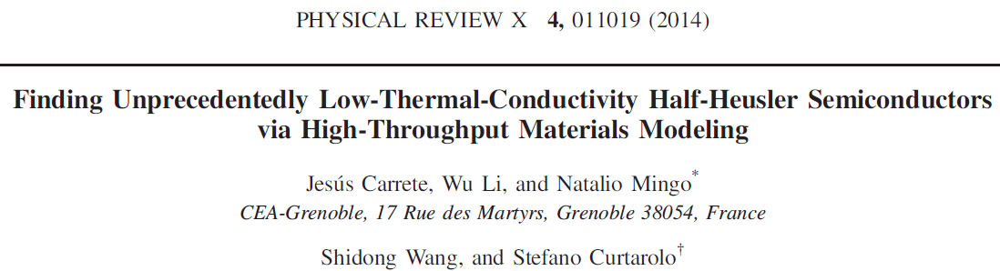 PHYSICAL REVIEW X 4, 011019 (2014)
Finding Unprecedentedly Low-Thermal-Conductivity Half-Heusler Semiconductors
via High-Throughput Materials Modeling
Jesús Carrete, Wu Li, and Natalio Mingo*
CEA-Grenoble, 17 Rue des Martyrs, Grenoble 38054, France
Shidong Wang, and Stefano Curtarolo†